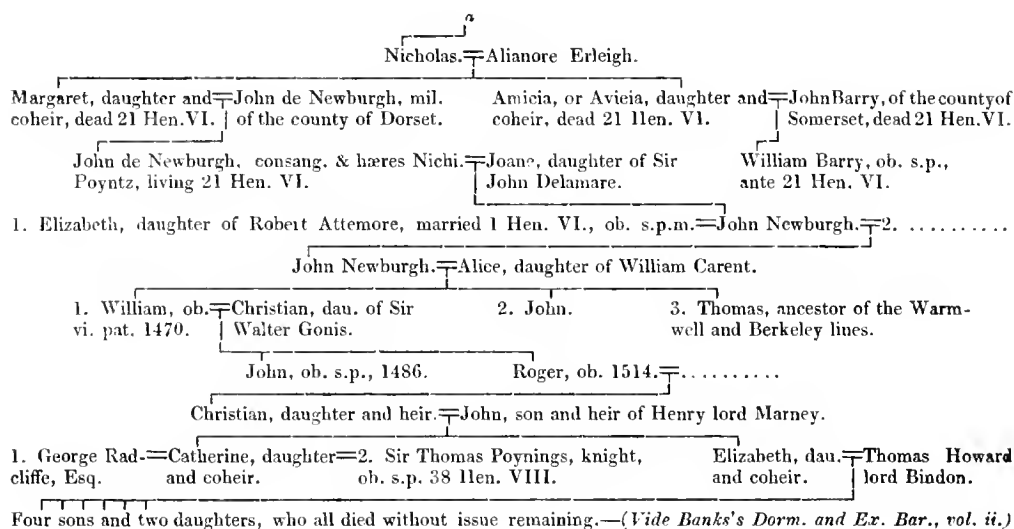 a
Nicholas.=Alianore Erleigh.
Margaret, daughter and=John de Newburgh, mil. Amicia, or Avicia, daughter and=John Barry, of the county of
coheir, dead 21 Hen. VI. of the county of Dorset. coheir, dead 21 Hen. VI. Somerset, dead 21 Hen. VI.
John de Newburgh, consang. & hæres Nichi.=Joane, daughter of Sir William Barry, ob. s.p.,
Poyntz, living 21 Hen. VI. John Delamare. ante 21 Hen. VI.
1. Elizabeth, daughter of Robert Attemore, married 1 Hen. VI., ob. s.p.m.=John Newburgh.=2. ..........
John Newburgh.=Alice, daughter of William Carent.
1. William, ob.=Christian, dau. of Sir 2. John. 3. Thomas, ancestor of the Warm-
vi. pat. 1470. Walter Gonis. well and Berkeley lines.
John, ob. s.p., 1486. Roger, ob. 1514.=..........
Christian, daughter and heir.=John, son and heir of Henry lord Marney.
1. George Rad-=Catherine, daughter=2. Sir Thomas Poynings, knight, Elizabeth, dau.=Thomas Howard
cliffe, Esq. and coheir. ob. s.p. 38 Hen. VIII. and coheir. lord Bindon.
Four sons and two daughters, who all died without issue remaining.—(Vide Banks's Dorm. and Ex. Bar., vol. ii.)